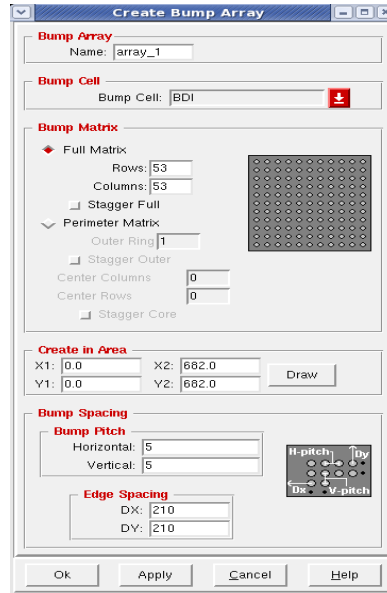 Create Bump Array
Bump Array
Name: array_1
Bump Cell
Bump Cell: BDI
Bump Matrix
Full Matrix
Rows: 53
Columns: 53
Stagger Full
Perimeter Matrix
Outer Ring 1
Stagger Outer
Center Columns 0
Center Rows 0
Stagger Core
Create in Area
X1: 0.0 X2: 682.0
Y1: 0.0 Y2: 682.0
Draw
Bump Spacing
Bump Pitch
Horizontal: 5
Vertical: 5
H-pitch Dy
Dx V-pitch
Edge Spacing
DX: 210
DY: 210
Ok Apply Cancel Help